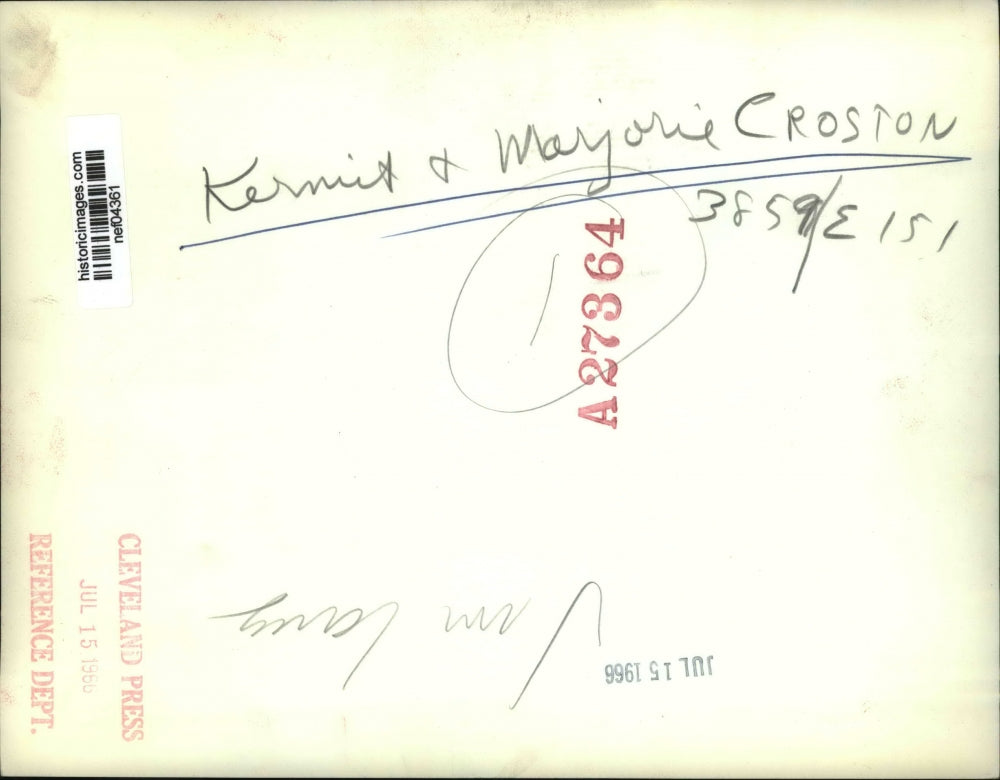 Kermit & Marjorie CROSTON
3859/E 151
historicimages.com
nef04361
A27364
1
CLEVELAND PRESS
JUL 15 1966
REFERENCE DEPT.
JUL 15 1966